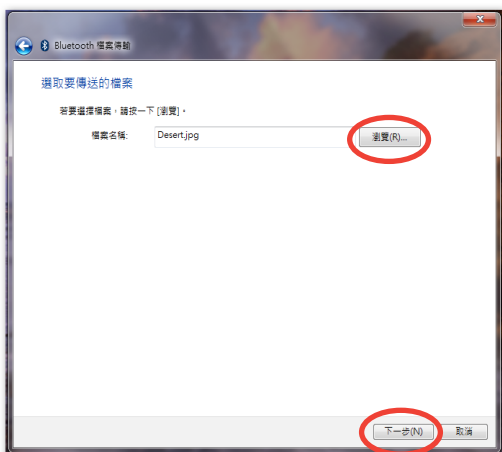 Bluetooth 檔案傳輸
選取要傳送的檔案
若要選擇檔案，請按一下 [瀏覽]。
檔案名稱: Desert.jpg 瀏覽(R)...
下一步(N) 取消